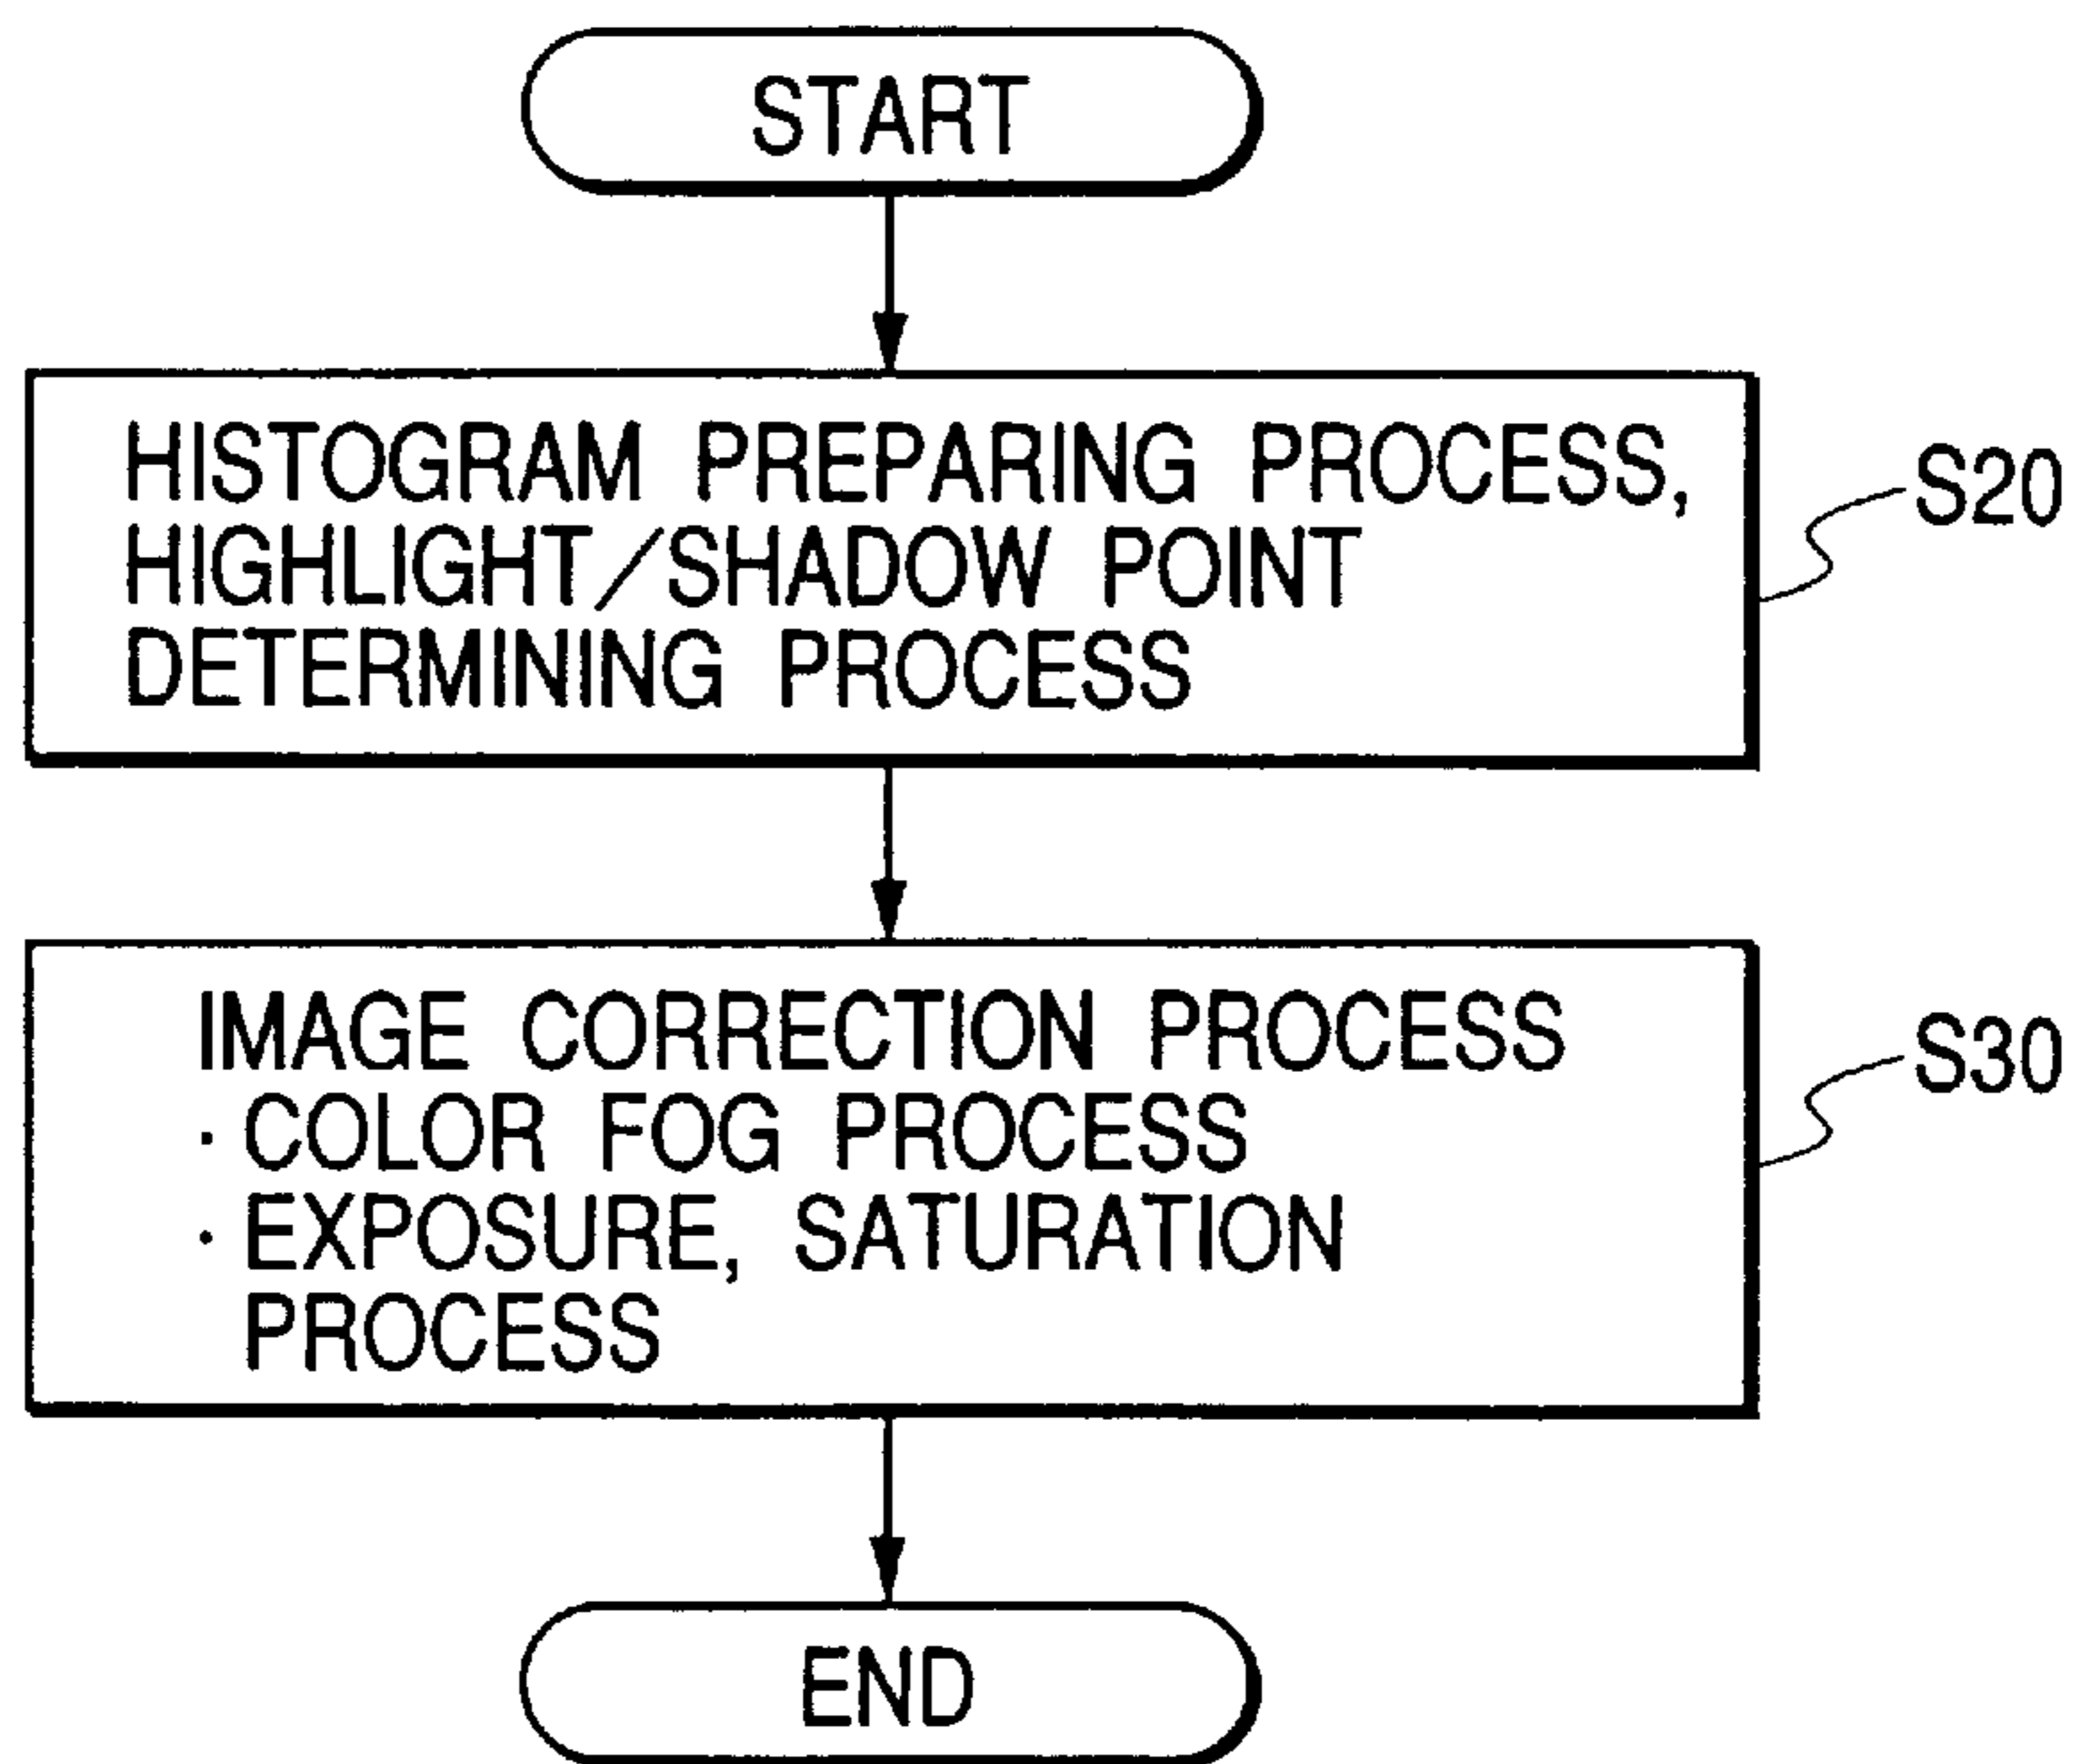 START
HISTOGRAM PREPARING PROCESS,
HIGHLIGHT/SHADOW POINT
DETERMINING PROCESS
S20
IMAGE CORRECTION PROCESS
· COLOR FOG PROCESS
· EXPOSURE, SATURATION
PROCESS
S30
END